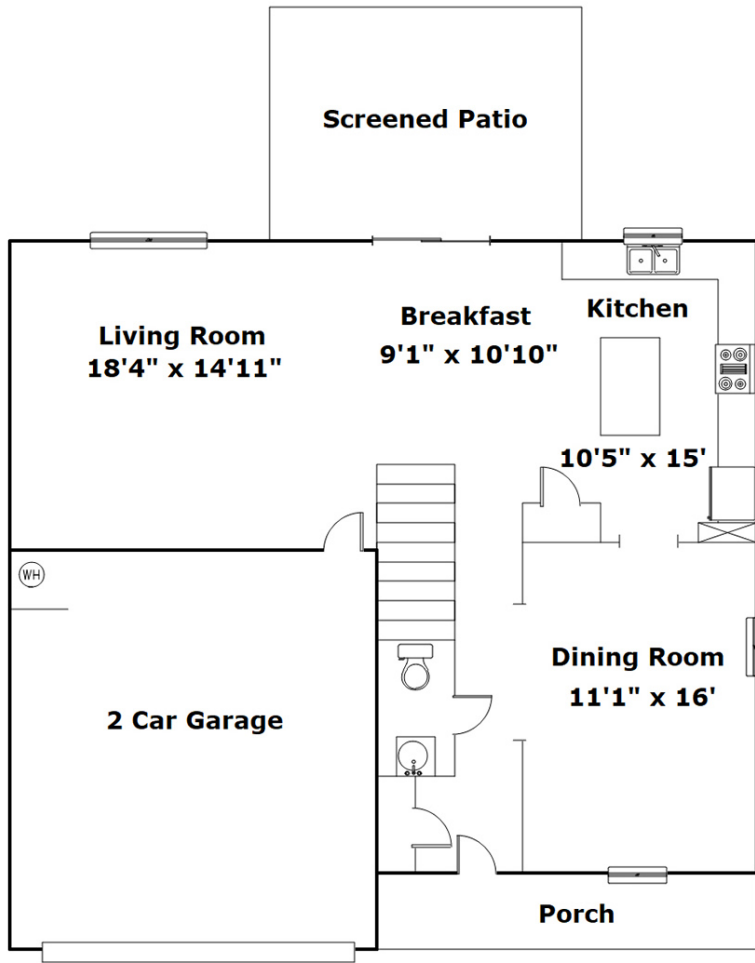 Screened Patio
Living Room
18'4" x 14'11"
Breakfast
9'1" x 10'10"
Kitchen
10'5" x 15'
WH
2 Car Garage
Dining Room
11'1" x 16'
Porch